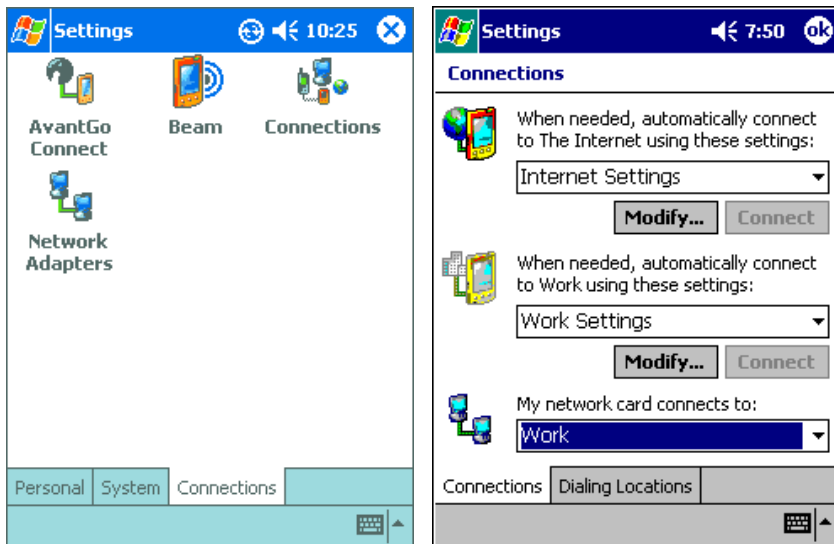 Settings 10:25
AvantGo
Connect
Beam
Connections
Network
Adapters
Personal System Connections
Settings 7:50 ok
Connections
When needed, automatically connect
to The Internet using these settings:
Internet Settings
Modify... Connect
When needed, automatically connect
to Work using these settings:
Work Settings
Modify... Connect
My network card connects to:
Work
Connections Dialing Locations